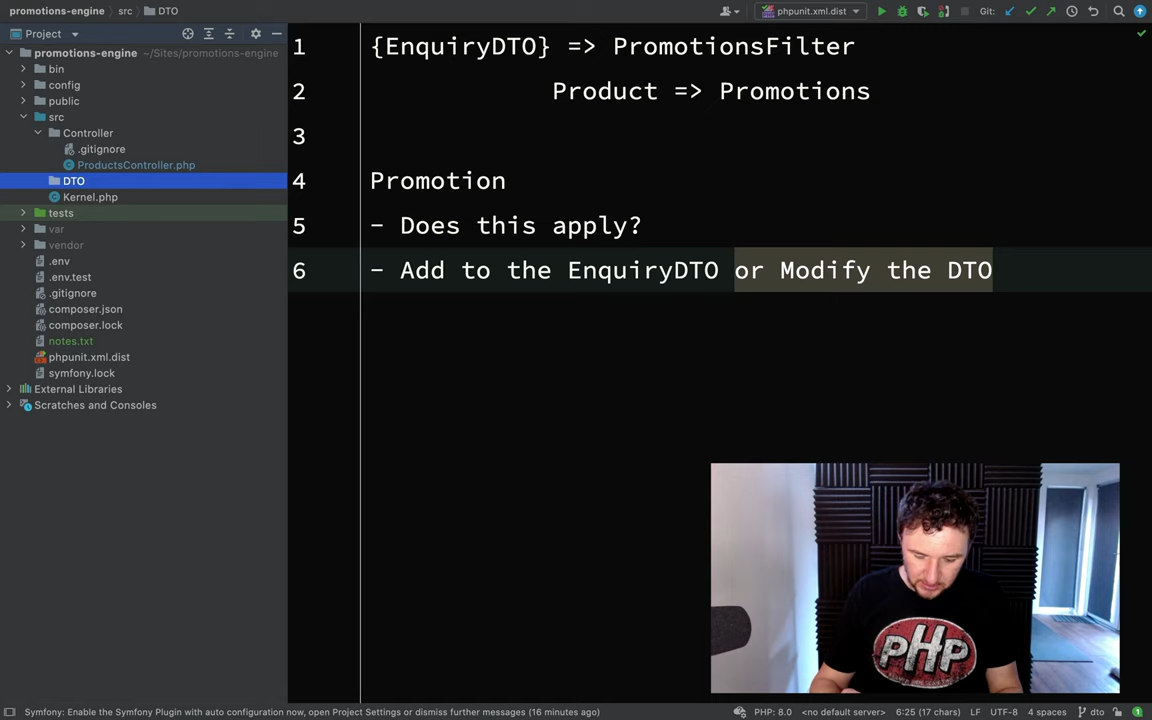 promotions-engine > src > DTO
phpunit.xml.dist
Git:
Project
promotions-engine ~/Sites/promotions-engine
bin
config
public
src
Controller
.gitignore
ProductsController.php
DTO
Kernel.php
tests
var
vendor
.env
.env.test
.gitignore
composer.json
composer.lock
notes.txt
phpunit.xml.dist
symfony.lock
External Libraries
Scratches and Consoles
1 {EnquiryDTO} => PromotionsFilter
2 Product => Promotions
3
4 Promotion
5 - Does this apply?
6 - Add to the EnquiryDTO or Modify the DTO
PHP
Symfony: Enable the Symfony Plugin with auto configuration now, open Project Settings or dismiss further messages (16 minutes ago)
PHP: 8.0 <no default server> 6:25 (17 chars) LF UTF-8 4 spaces dto 1